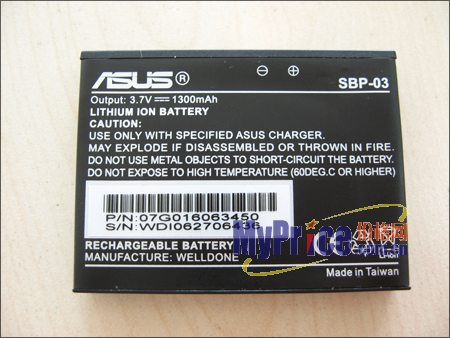 ASUS® SBP-03
Output: 3.7V 1300mAh
LITHIUM ION BATTERY
CAUTION:
USE ONLY WITH SPECIFIED ASUS CHARGER.
MAY EXPLODE IF DISASSEMBLED OR THROWN IN FIRE.
DO NOT USE METAL OBJECTS TO SHORT-CIRCUIT THE BATTERY.
DO NOT EXPOSE TO HIGH TEMPERATURE (60DEG.C OR HIGHER)
P/N:07G016063450
S/N:WDI062706436
RECHARGEABLE BATTERY
MyPrice
MANUFACTURE: WELLDONE
Made in Taiwan